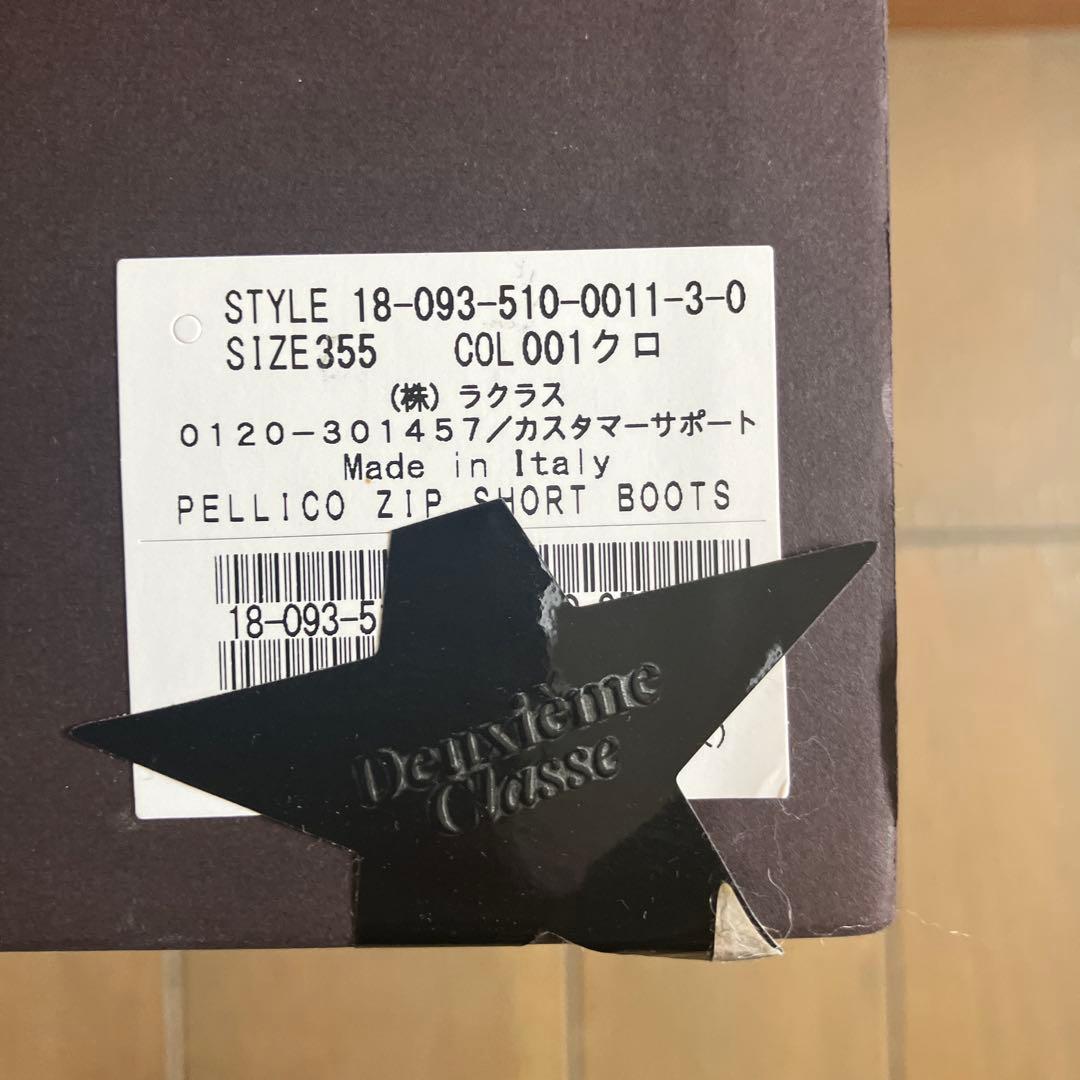 STYLE 18-093-510-0011-3-0
SIZE355 COL001クロ
(株) ラクラス
0120-301457/カスタマーサポート
Made in Italy
PELLICO ZIP SHORT BOOTS
18-093-5
Deuxième
Classe